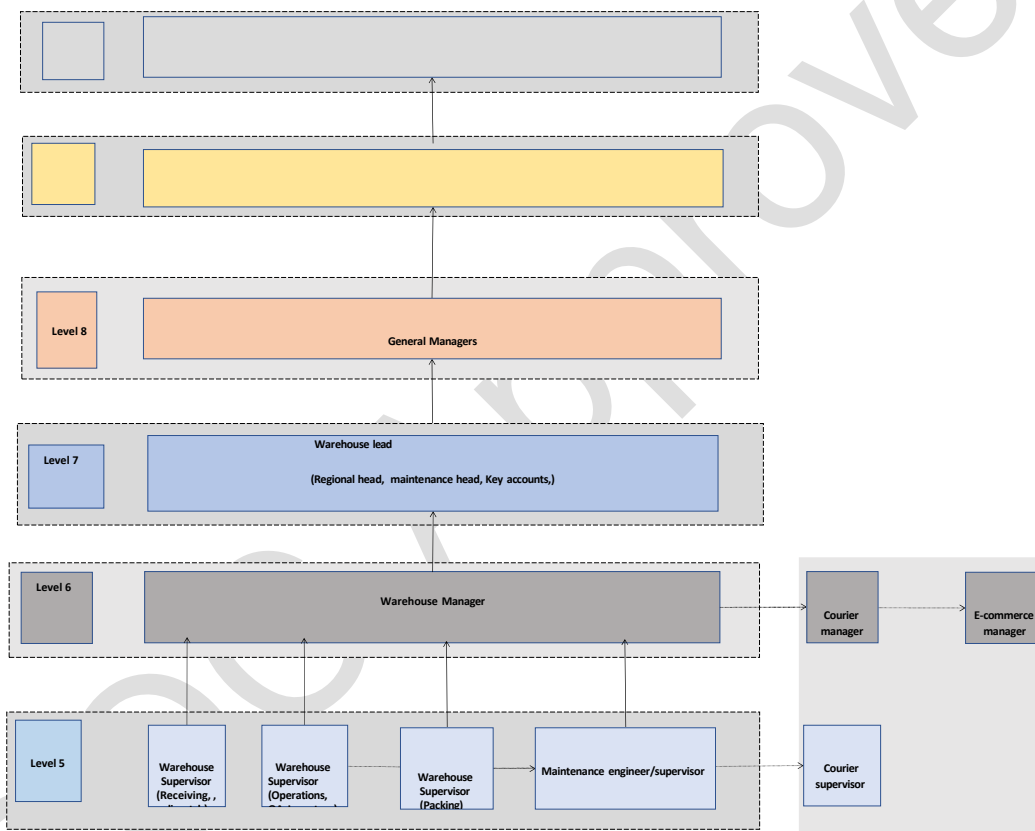 Level 8
General Managers
Level 7
Warehouse lead
(Regional head, maintenance head, Key accounts,)
Level 6
Warehouse Manager
Courier
manager
E-commerce
manager
Level 5
Warehouse
Supervisor
(Receiving, ,
Warehouse
Supervisor
(Operations,
Warehouse
Supervisor
(Packing)
Maintenance engineer/supervisor
Courier
supervisor